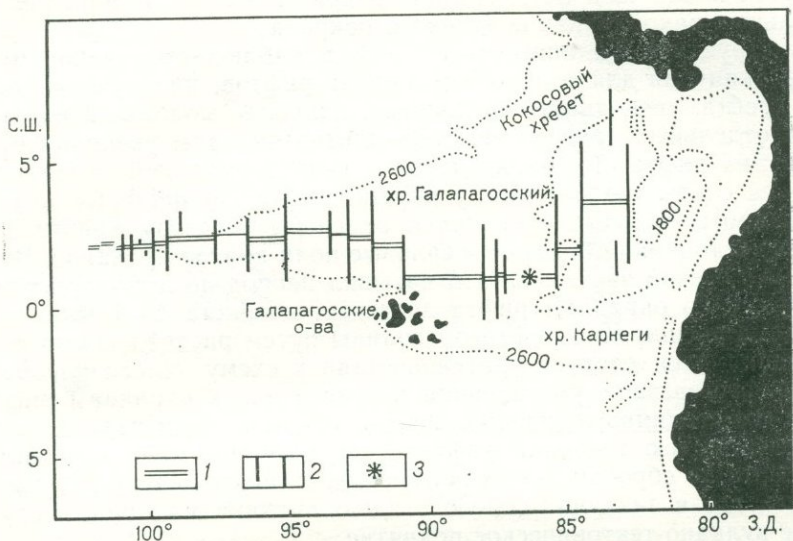 С.Ш.
5°
0°
5°
Кокосовый
хребет
2600
хр. Галапагосский
1800
Галапагосские
о-ва
хр. Карнеги
2600
1 2 3
100° 95° 90° 85° 80° З.Д.